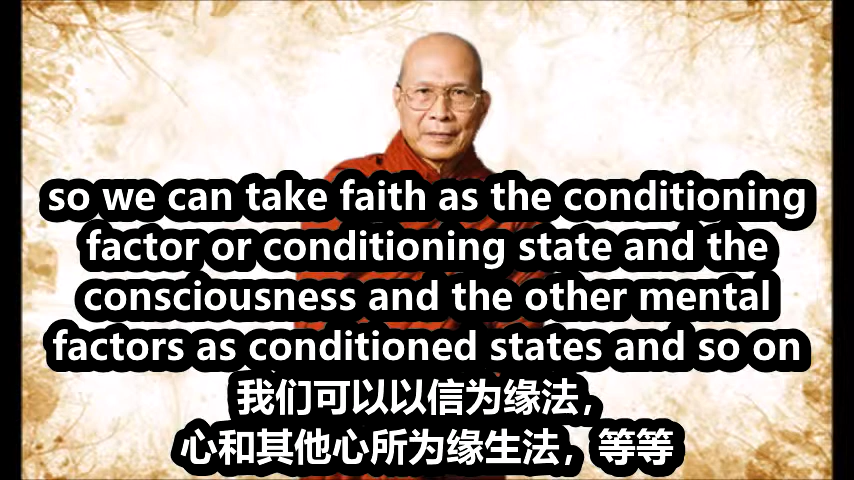 so we can take faith as the conditioning
factor or conditioning state and the
consciousness and the other mental
factors as conditioned states and so on
我们可以以信为缘法，
心和其他心所为缘生法，等等